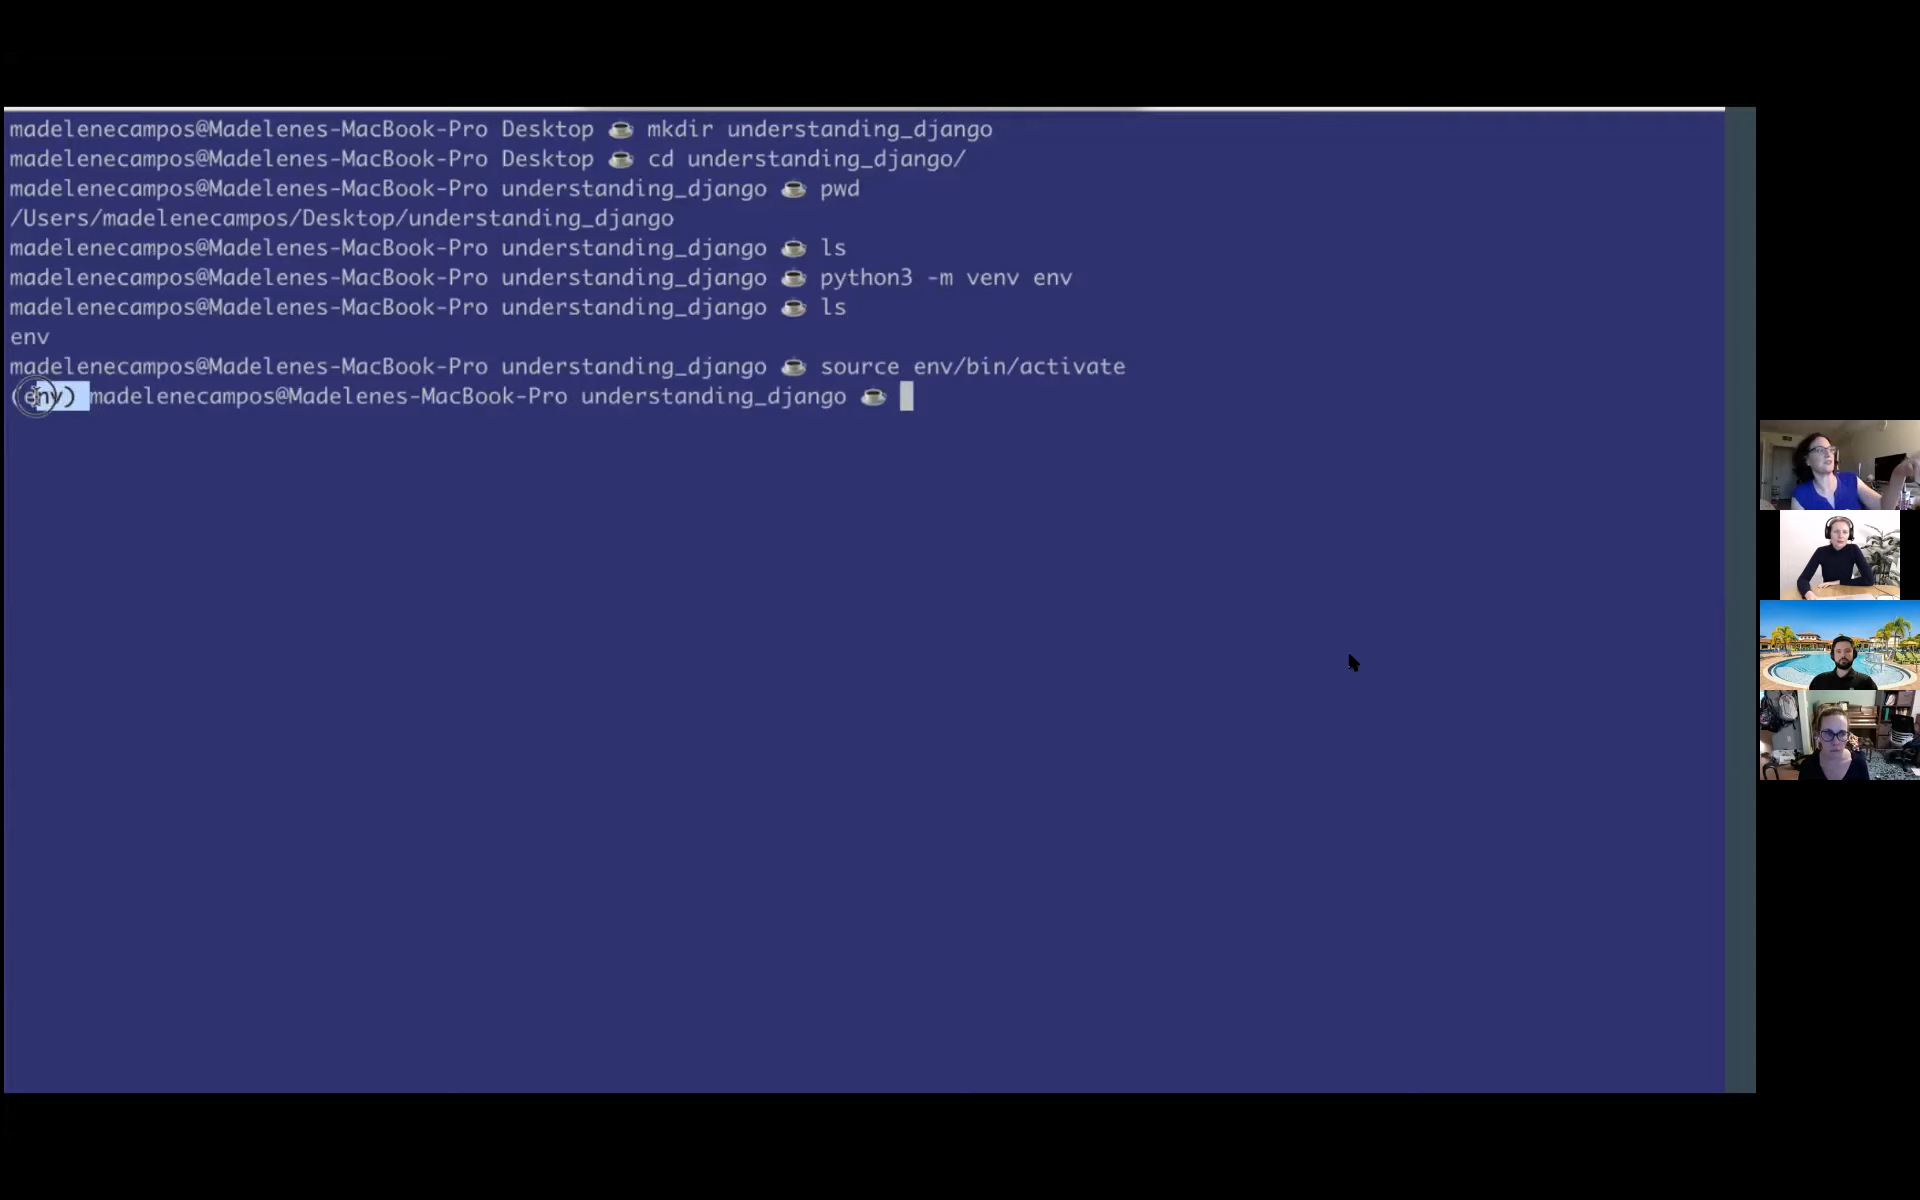 madelenecampos@Madelenes-MacBook-Pro Desktop ☕ mkdir understanding_django
madelenecampos@Madelenes-MacBook-Pro Desktop ☕ cd understanding_django/
madelenecampos@Madelenes-MacBook-Pro understanding_django ☕ pwd
/Users/madelenecampos/Desktop/understanding_django
madelenecampos@Madelenes-MacBook-Pro understanding_django ☕ ls
madelenecampos@Madelenes-MacBook-Pro understanding_django ☕ python3 -m venv env
madelenecampos@Madelenes-MacBook-Pro understanding_django ☕ ls
env
madelenecampos@Madelenes-MacBook-Pro understanding_django ☕ source env/bin/activate
(env) madelenecampos@Madelenes-MacBook-Pro understanding_django ☕